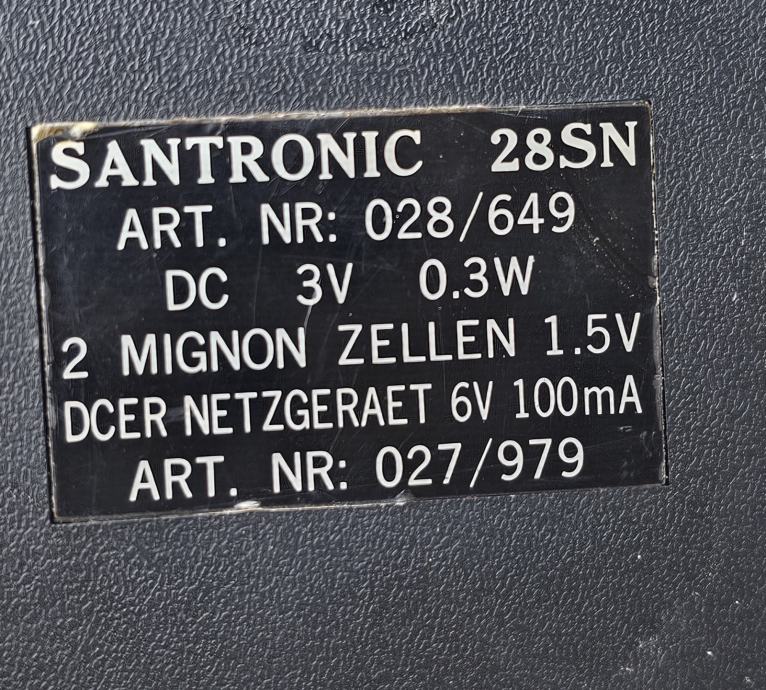 SANTRONIC 28SN
ART. NR: 028/649
DC 3V 0.3W
2 MIGNON ZELLEN 1.5V
DCER NETZGERAET 6V 100mA
ART. NR: 027/979